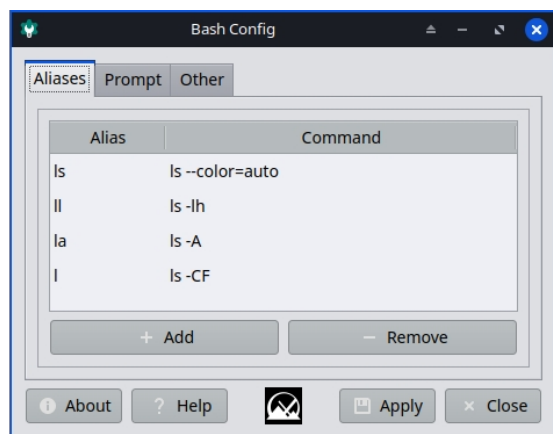 Bash Config
Aliases Prompt Other
Alias Command
ls ls --color=auto
ll ls -lh
la ls -A
l ls -CF
+ Add − Remove
About ? Help Apply × Close